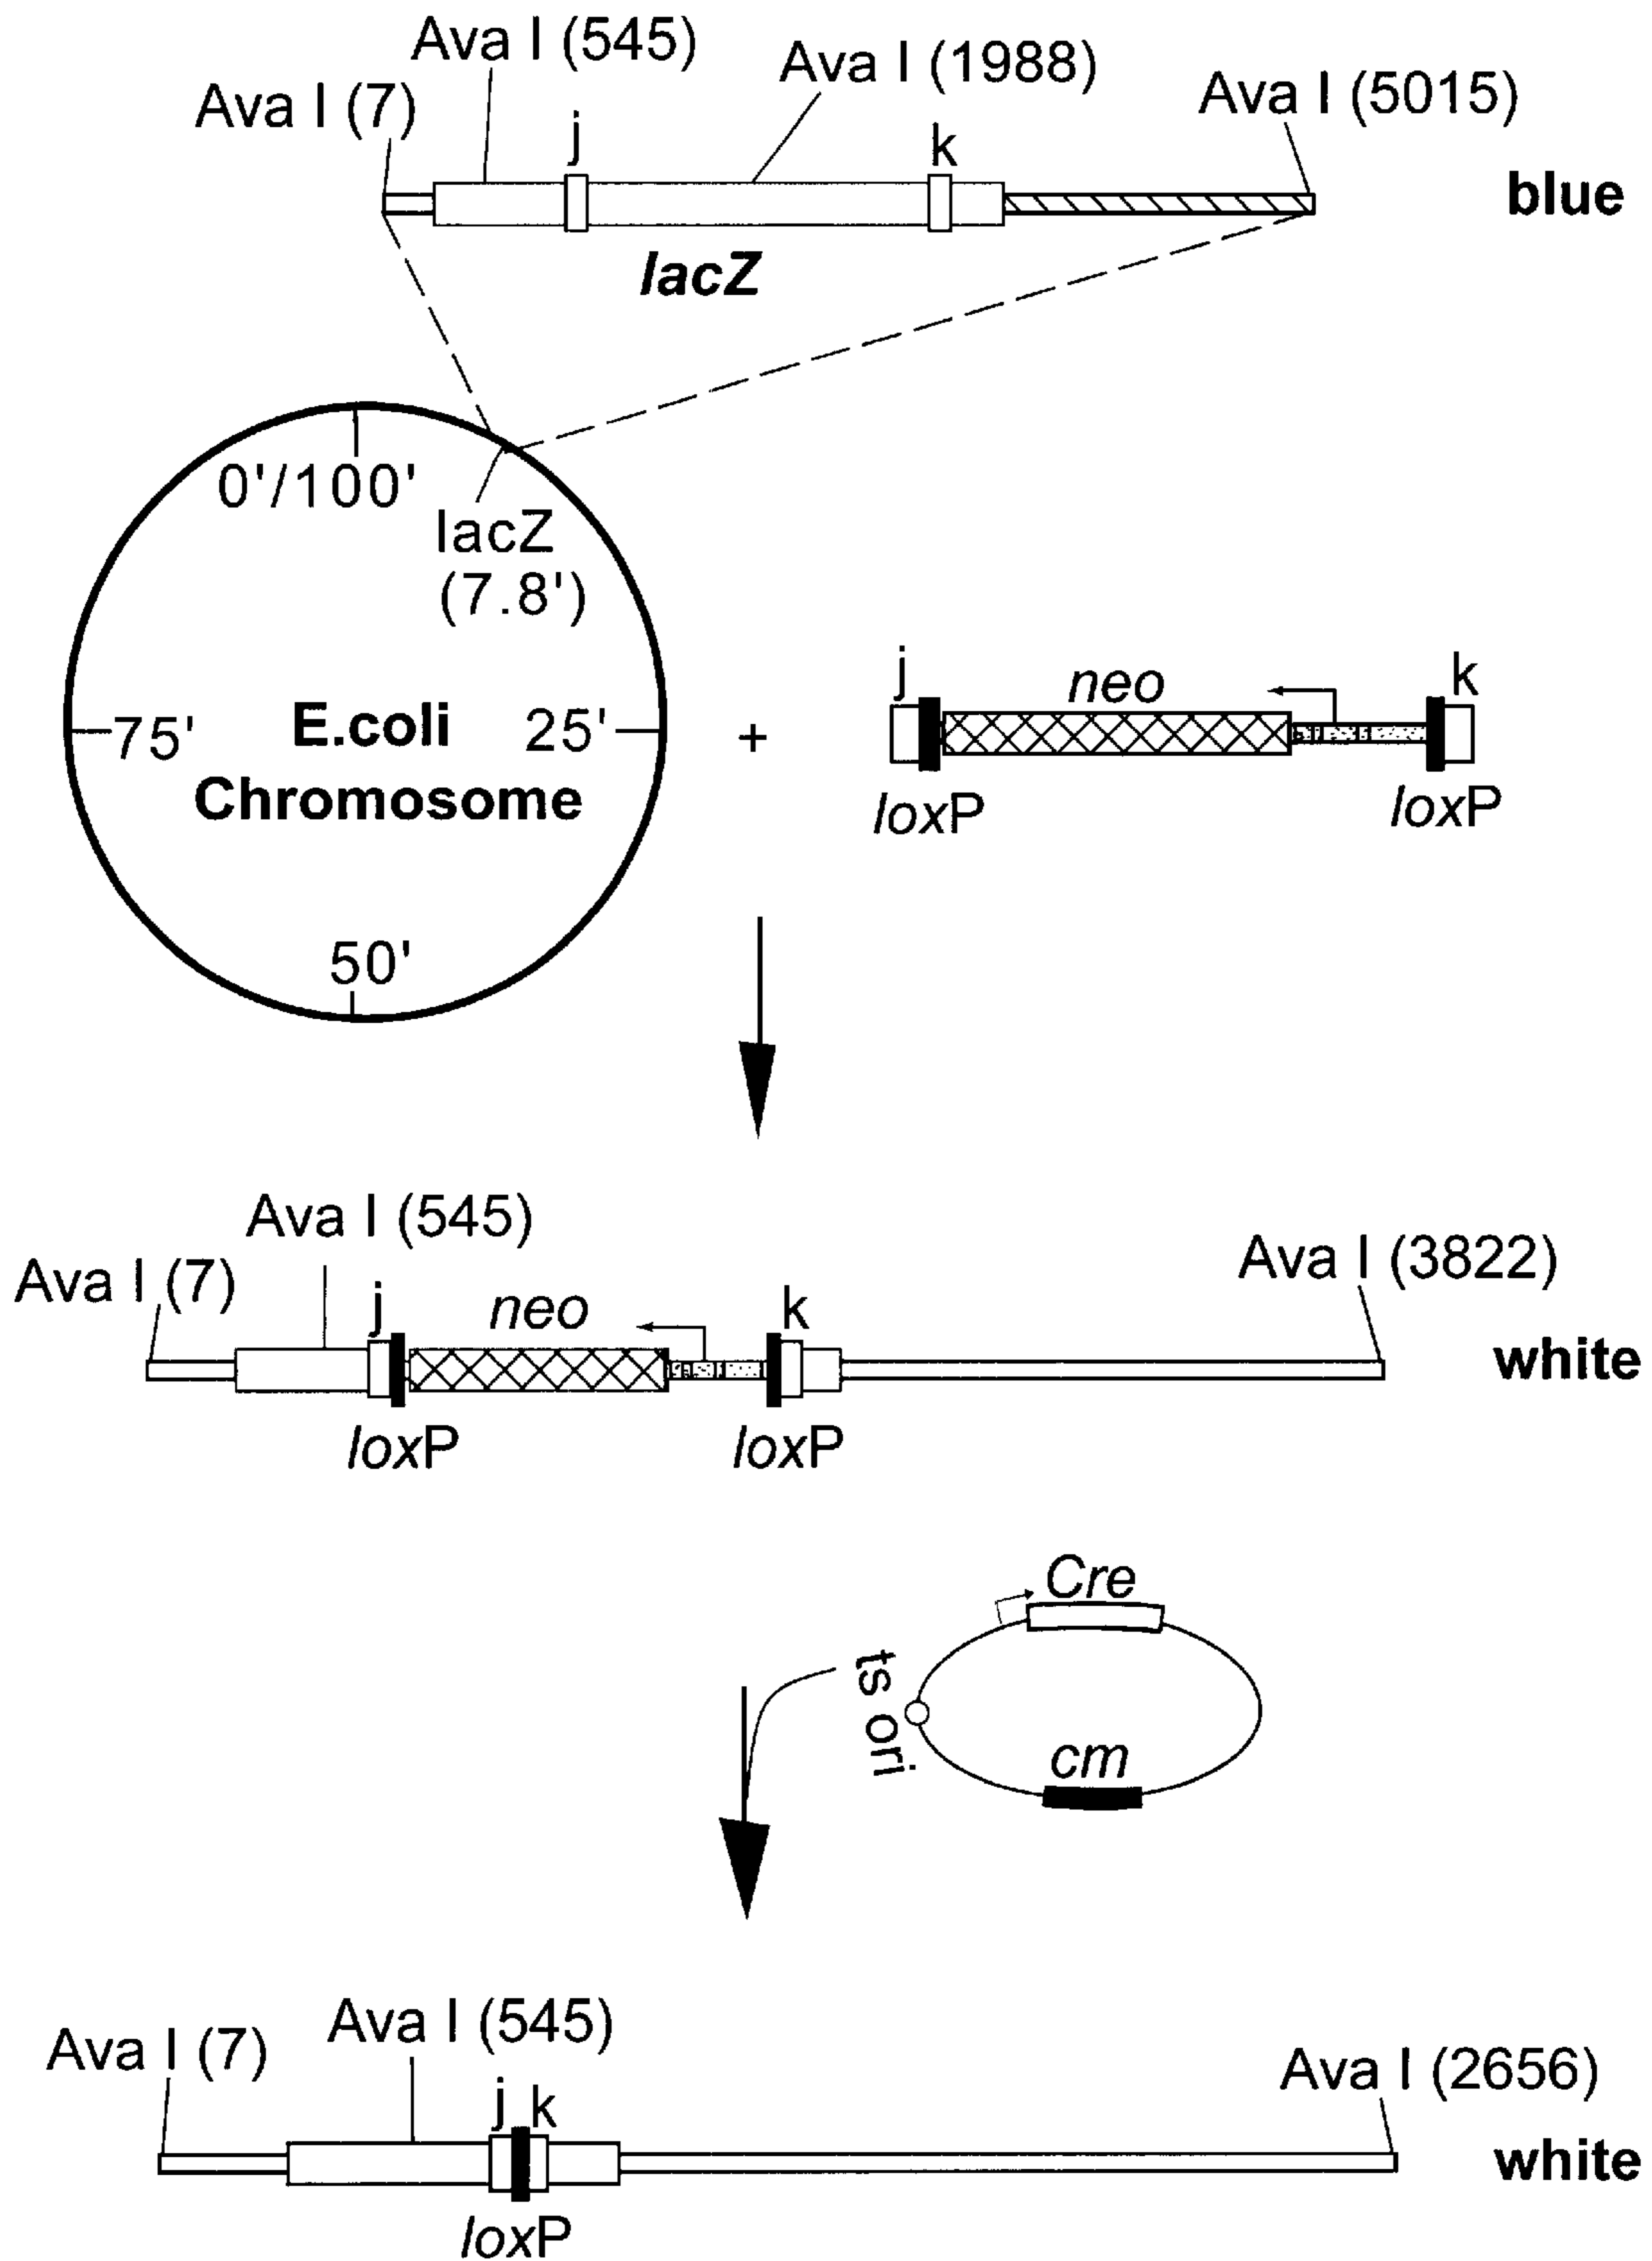 Ava I (545)
Ava I (1988)
Ava I (7)
Ava I (5015)
j
k
blue
lacZ
0'/100'
lacZ
(7.8')
75'
E.coli
Chromosome
25'
50'
+
j
neo
k
loxP
loxP
Ava I (545)
Ava I (7)
Ava I (3822)
j
neo
k
white
loxP
loxP
Cre
ts ori
cm
Ava I (545)
Ava I (7)
Ava I (2656)
j k
white
loxP